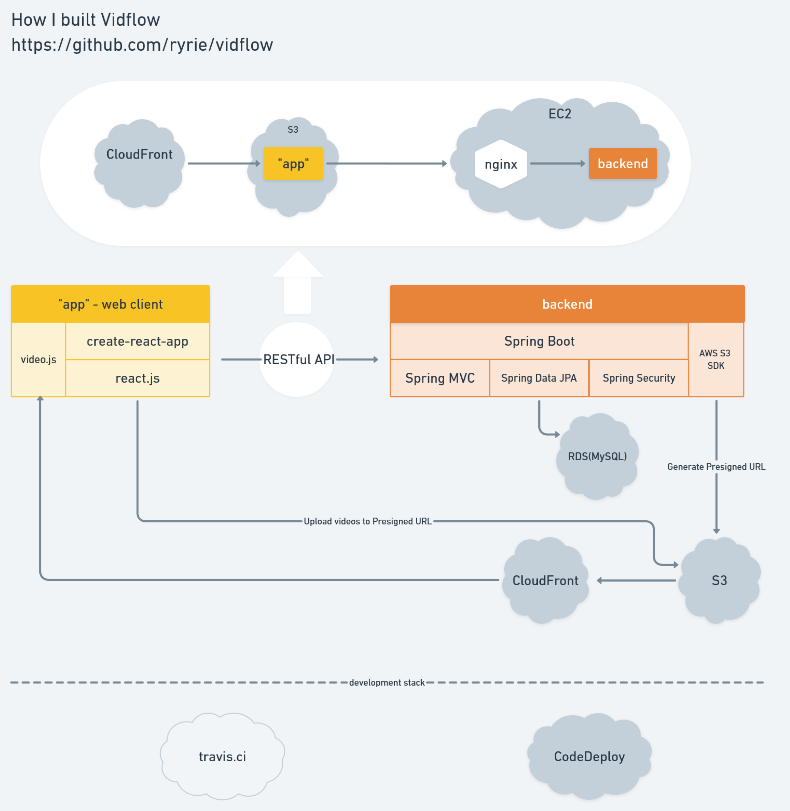 How I built Vidflow
https://github.com/ryrie/vidflow
CloudFront
S3
"app"
EC2
nginx
backend
"app" - web client
video.js
create-react-app
react.js
RESTful API
backend
Spring Boot
Spring MVC
Spring Data JPA
Spring Security
AWS S3
SDK
RDS(MySQL)
Generate Presigned URL
Upload videos to Presigned URL
CloudFront
S3
development stack
travis.ci
CodeDeploy